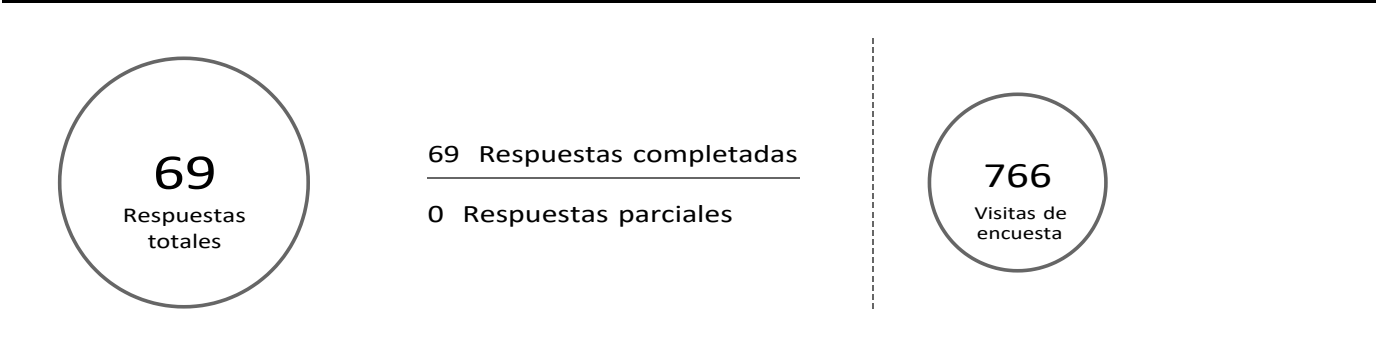 69
Respuestas
totales
69 Respuestas completadas
0 Respuestas parciales
766
Visitas de
encuesta